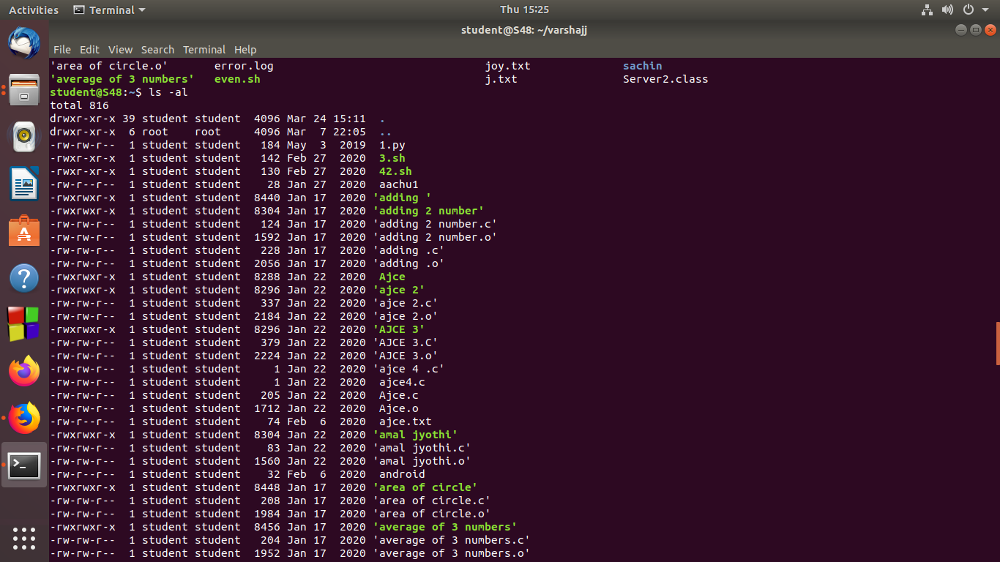 Activities Terminal Thu 15:25
student@S48: ~/varshajj
File Edit View Search Terminal Help
'area of circle.o' error.log joy.txt sachin
'average of 3 numbers' even.sh j.txt Server2.class
student@S48:~$ ls -al
total 816
drwxr-xr-x 39 student student 4096 Mar 24 15:11 .
drwxr-xr-x 6 root root 4096 Mar 7 22:05 ..
-rw-rw-r-- 1 student student 184 May 3 2019 1.py
-rwxr-xr-x 1 student student 142 Feb 27 2020 3.sh
-rwxr-xr-x 1 student student 130 Feb 27 2020 42.sh
-rw-r--r-- 1 student student 28 Jan 27 2020 aachu1
-rwxrwxr-x 1 student student 8440 Jan 17 2020 'adding '
-rwxrwxr-x 1 student student 8304 Jan 17 2020 'adding 2 number'
-rw-rw-r-- 1 student student 124 Jan 17 2020 'adding 2 number.c'
-rw-rw-r-- 1 student student 1592 Jan 17 2020 'adding 2 number.o'
-rw-rw-r-- 1 student student 228 Jan 17 2020 'adding .c'
-rw-rw-r-- 1 student student 2056 Jan 17 2020 'adding .o'
-rwxrwxr-x 1 student student 8288 Jan 22 2020 Ajce
-rwxrwxr-x 1 student student 8296 Jan 22 2020 'ajce 2'
-rw-rw-r-- 1 student student 337 Jan 22 2020 'ajce 2.c'
-rw-rw-r-- 1 student student 2184 Jan 22 2020 'ajce 2.o'
-rwxrwxr-x 1 student student 8296 Jan 22 2020 'AJCE 3'
-rw-rw-r-- 1 student student 379 Jan 22 2020 'AJCE 3.C'
-rw-rw-r-- 1 student student 2224 Jan 22 2020 'AJCE 3.o'
-rw-rw-r-- 1 student student 1 Jan 22 2020 'ajce 4 .c'
-rw-rw-r-- 1 student student 1 Jan 22 2020 ajce4.c
-rw-rw-r-- 1 student student 205 Jan 22 2020 Ajce.c
-rw-rw-r-- 1 student student 1712 Jan 22 2020 Ajce.o
-rw-r--r-- 1 student student 74 Feb 6 2020 ajce.txt
-rwxrwxr-x 1 student student 8304 Jan 22 2020 'amal jyothi'
-rw-rw-r-- 1 student student 83 Jan 22 2020 'amal jyothi.c'
-rw-rw-r-- 1 student student 1560 Jan 22 2020 'amal jyothi.o'
-rw-r--r-- 1 student student 32 Feb 6 2020 android
-rwxrwxr-x 1 student student 8448 Jan 17 2020 'area of circle'
-rw-rw-r-- 1 student student 208 Jan 17 2020 'area of circle.c'
-rw-rw-r-- 1 student student 1984 Jan 17 2020 'area of circle.o'
-rwxrwxr-x 1 student student 8456 Jan 17 2020 'average of 3 numbers'
-rw-rw-r-- 1 student student 204 Jan 17 2020 'average of 3 numbers.c'
-rw-rw-r-- 1 student student 1952 Jan 17 2020 'average of 3 numbers.o'